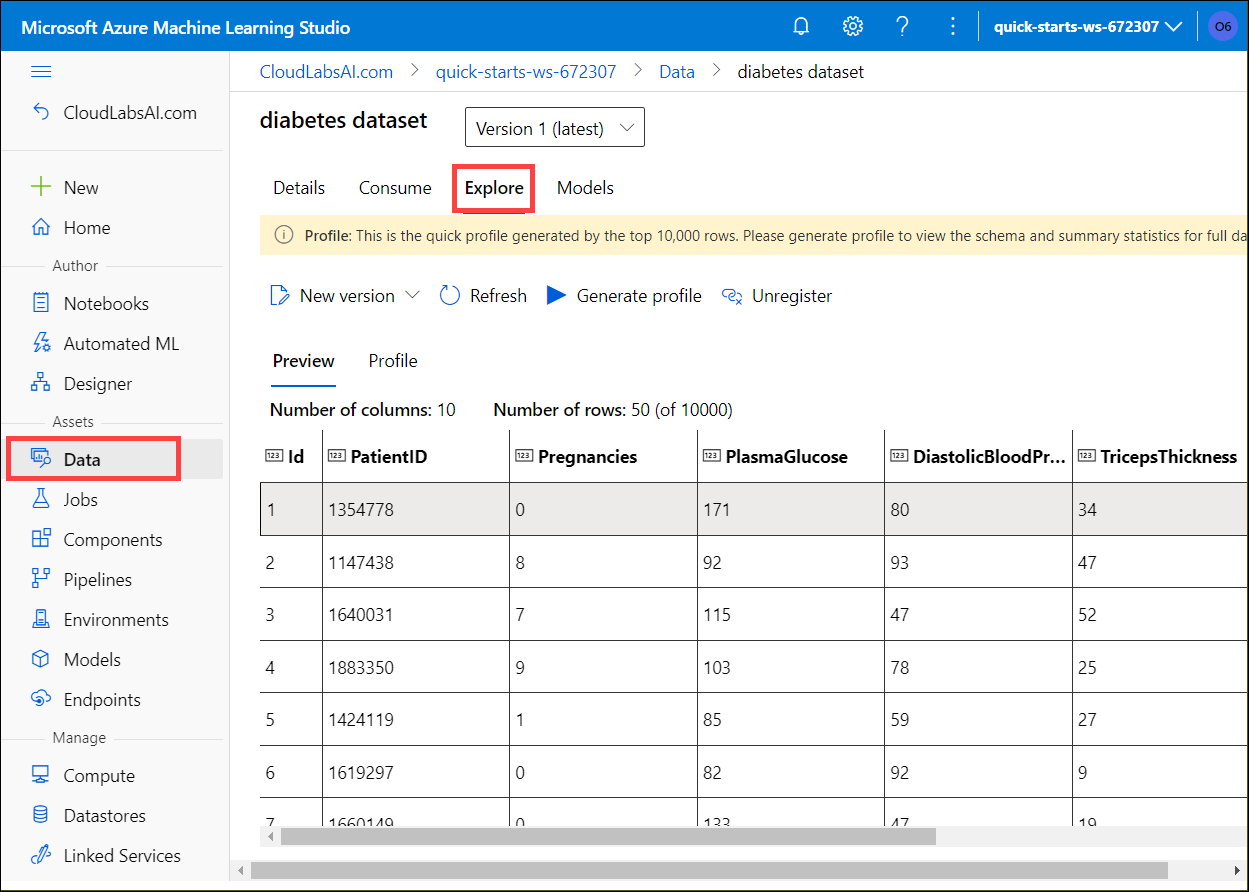 Microsoft Azure Machine Learning Studio
quick-starts-ws-672307
O6
CloudLabsAI.com
New
Home
Author
Notebooks
Automated ML
Designer
Assets
Data
Jobs
Components
Pipelines
Environments
Models
Endpoints
Manage
Compute
Datastores
Linked Services
CloudLabsAI.com > quick-starts-ws-672307 > Data > diabetes dataset
diabetes dataset
Version 1 (latest)
Details Consume Explore Models
Profile: This is the quick profile generated by the top 10,000 rows. Please generate profile to view the schema and summary statistics for full da
New version Refresh Generate profile Unregister
Preview Profile
Number of columns: 10 Number of rows: 50 (of 10000)
123 Id 123 PatientID 123 Pregnancies 123 PlasmaGlucose 123 DiastolicBloodPr... 123 TricepsThickness
1 1354778 0 171 80 34
2 1147438 8 92 93 47
3 1640031 7 115 47 52
4 1883350 9 103 78 25
5 1424119 1 85 59 27
6 1619297 0 82 92 9
7 1660149 0 133 47 19